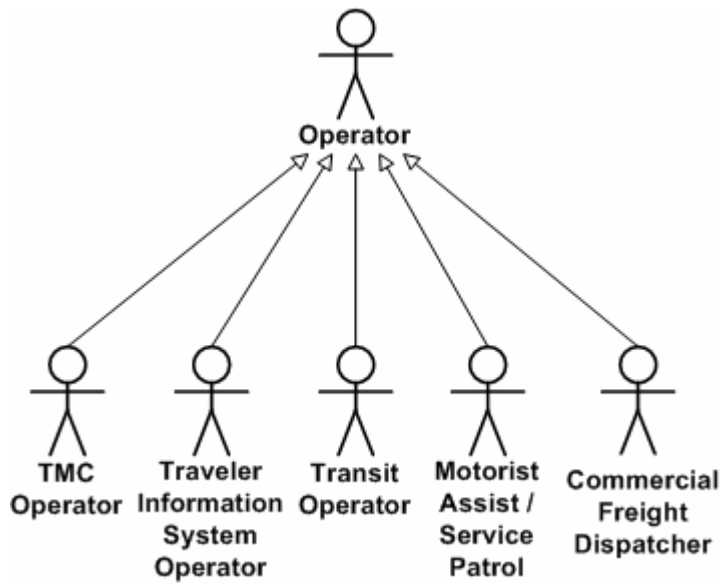 Operator
TMC
Operator
Traveler
Information
System
Operator
Transit
Operator
Motorist
Assist /
Service
Patrol
Commercial
Freight
Dispatcher